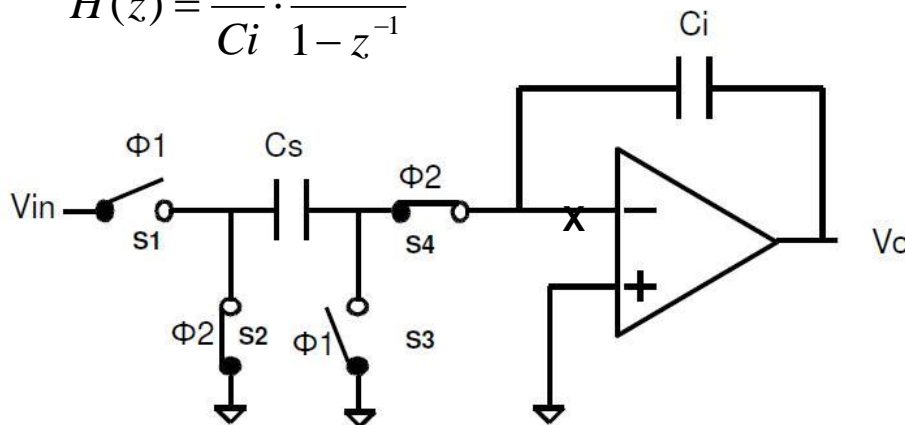 H(z) = / Ci · / 1 − z⁻¹
Ci
Φ1
Cs
Φ2
Vin
S1
S4
X
−
Vo
+
Φ2
S2
Φ1
S3